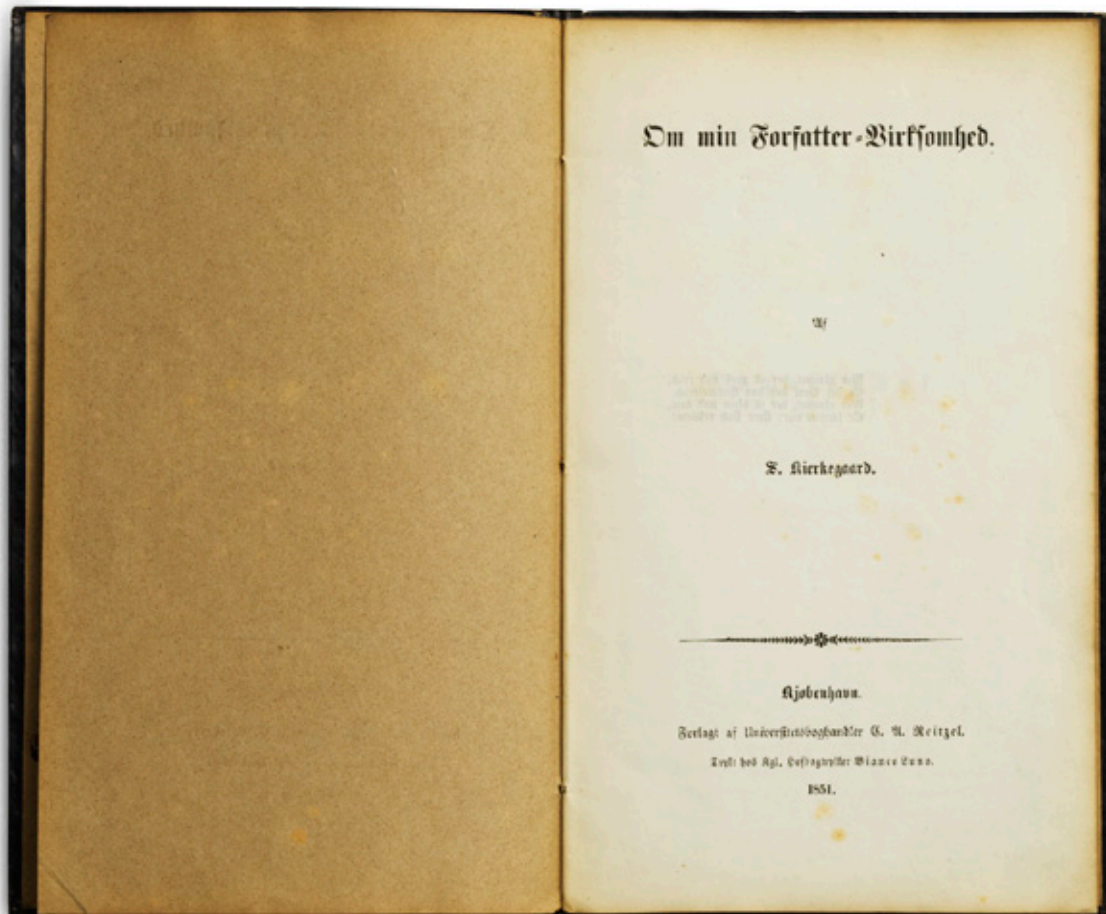 Om min Forfatter-Virksomhed.
Af
S. Kierkegaard.
Kjøbenhavn.
Forlagt af Universitetsboghandler C. A. Reitzel.
Trykt hos Kgl. Hofbogtrykker Bianco Luno.
1851.